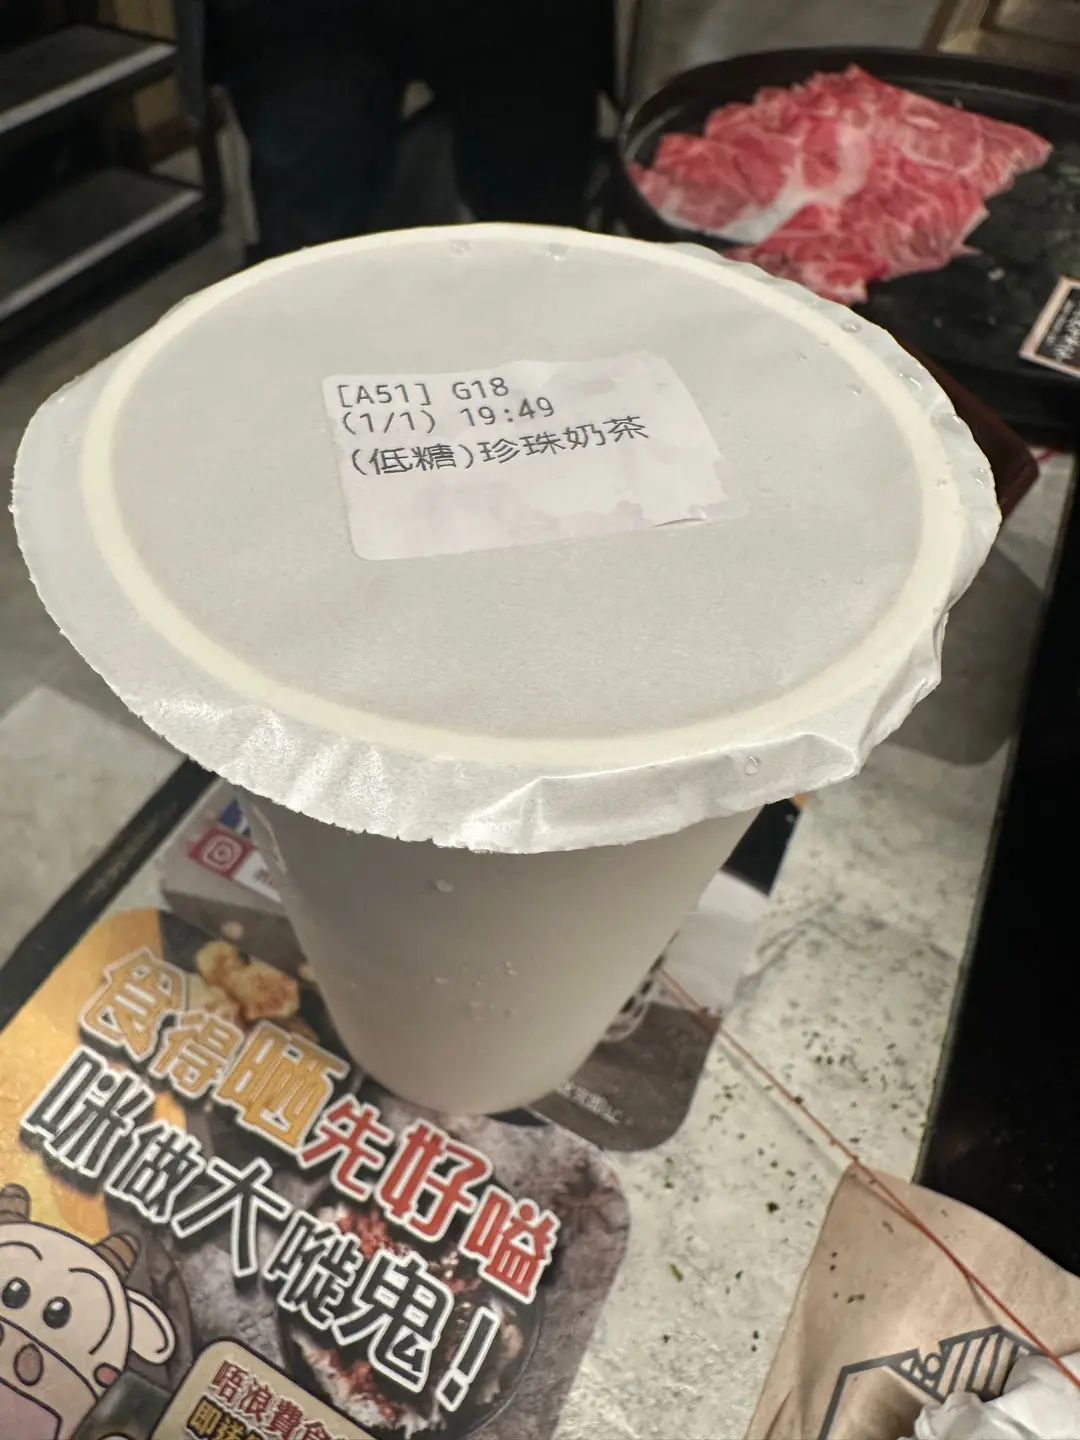 [A51] G18
(1/1) 19:49
(低糖)珍珠奶茶
食得晒先好嗌
咪做大嘥鬼！
唔浪費食